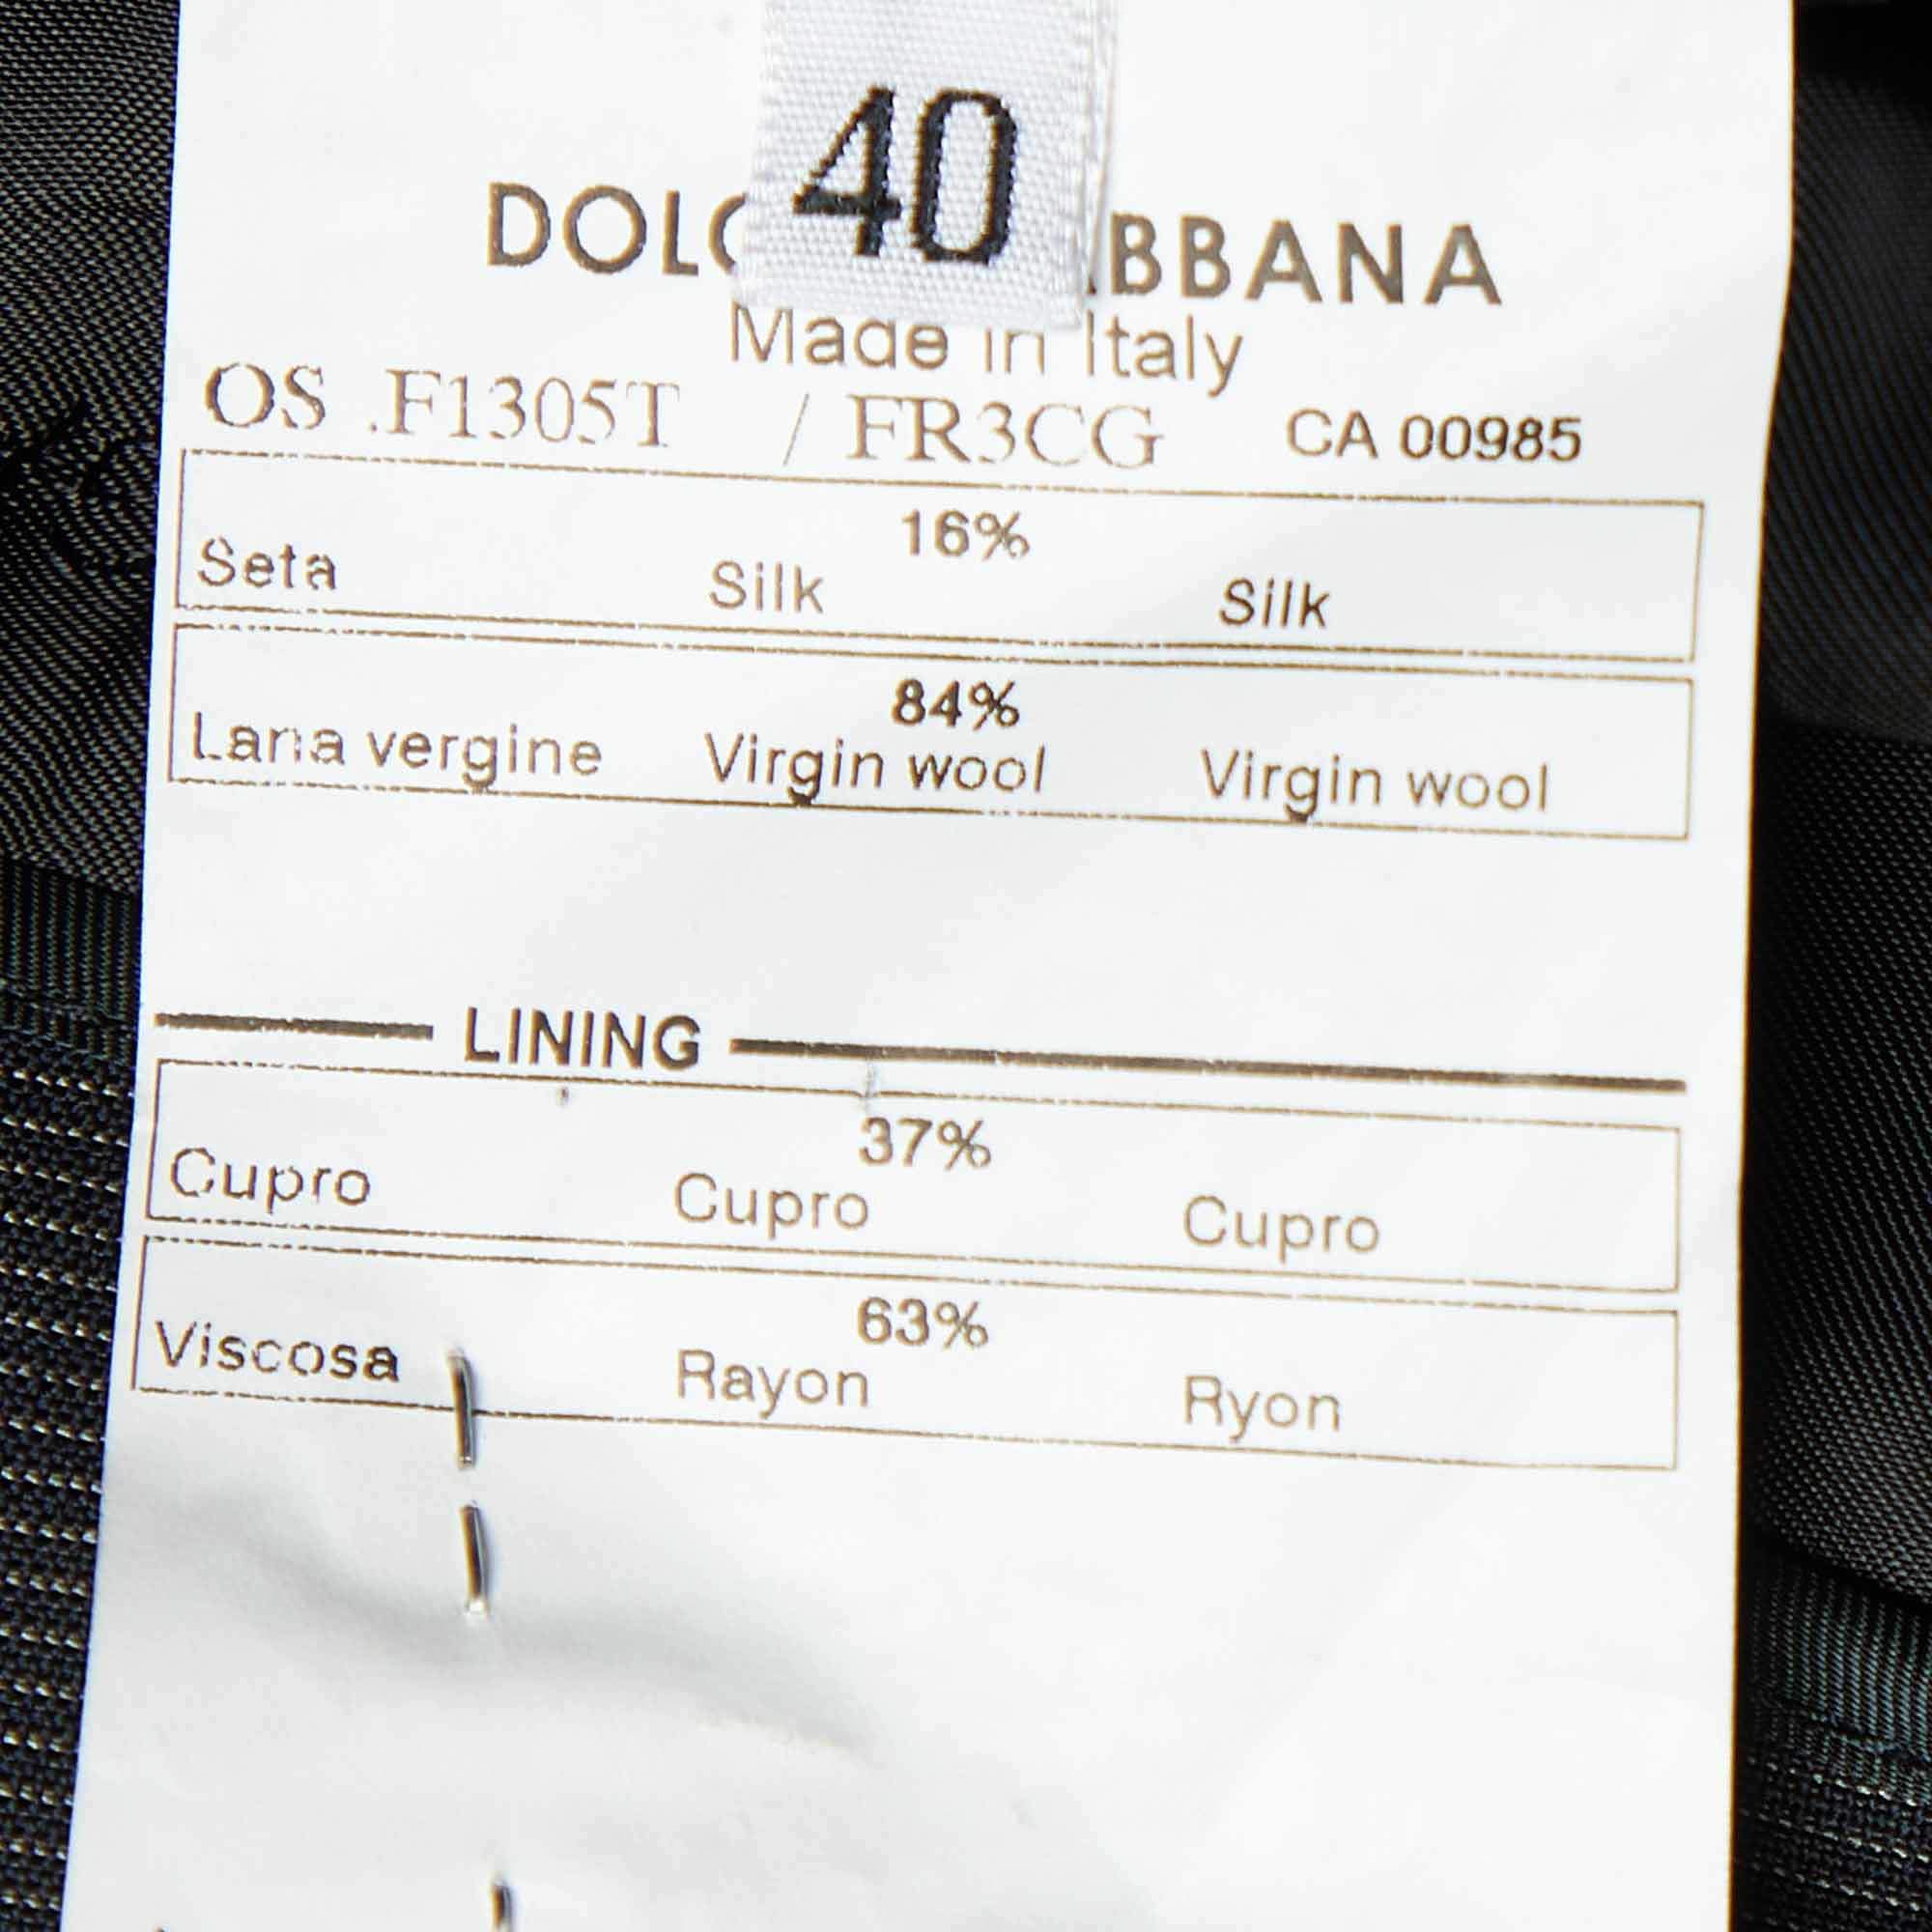 40
DOLC BBANA
Made in Italy
OS .F1305T / FR3CG CA 00985
16%
Seta Silk Silk
84%
Lana vergine Virgin wool Virgin wool
LINING
37%
Cupro Cupro Cupro
63%
Viscosa Rayon Ryon